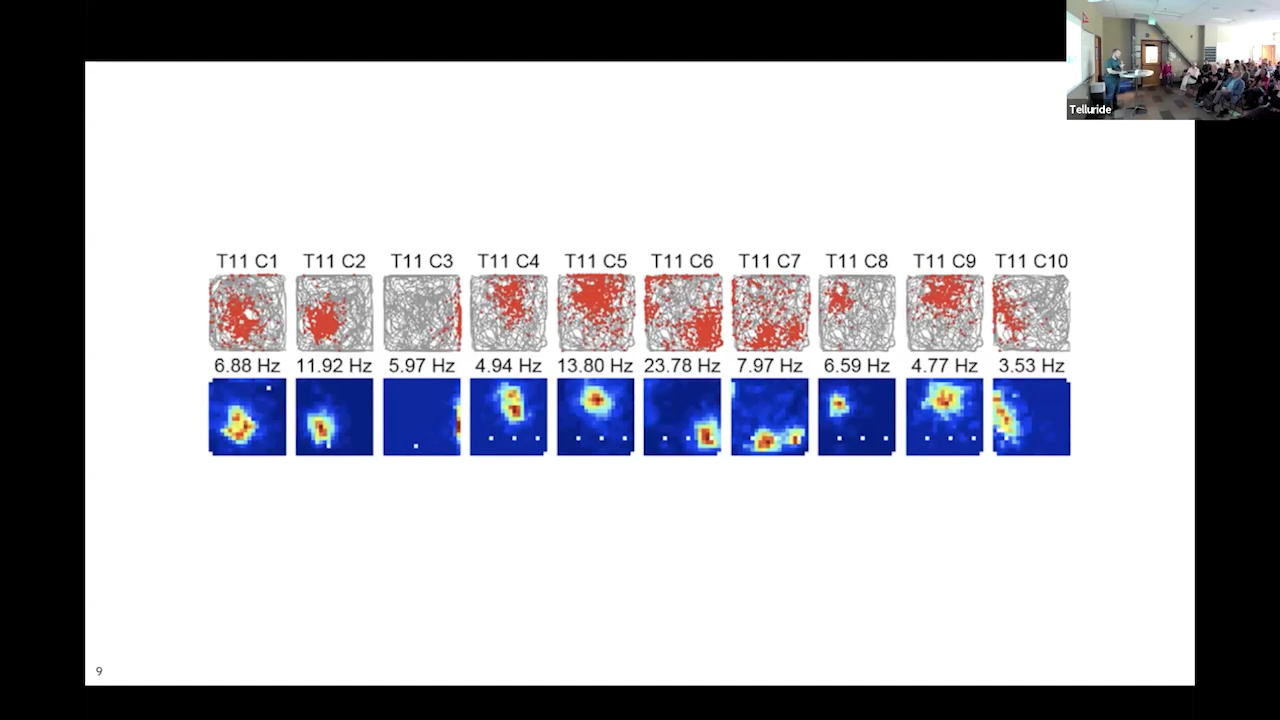 Telluride
T11 C1 T11 C2 T11 C3 T11 C4 T11 C5 T11 C6 T11 C7 T11 C8 T11 C9 T11 C10
6.88 Hz 11.92 Hz 5.97 Hz 4.94 Hz 13.80 Hz 23.78 Hz 7.97 Hz 6.59 Hz 4.77 Hz 3.53 Hz
9